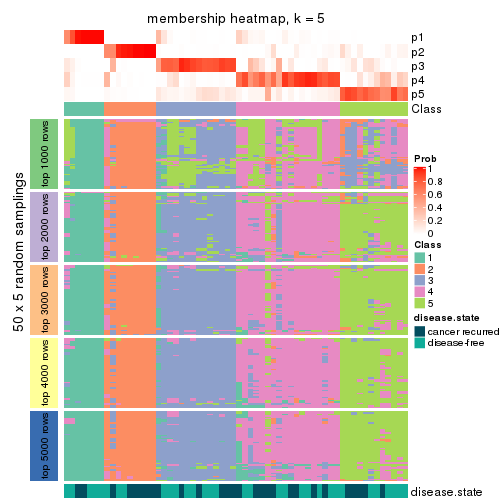 membership heatmap, k = 5
p1
p2
p3
p4
p5
Class
50 x 5 random samplings
top 1000 rows
top 2000 rows
top 3000 rows
top 4000 rows
top 5000 rows
disease.state
Prob
1
0.8
0.6
0.4
0.2
0
Class
1
2
3
4
5
disease.state
cancer recurred
disease-free